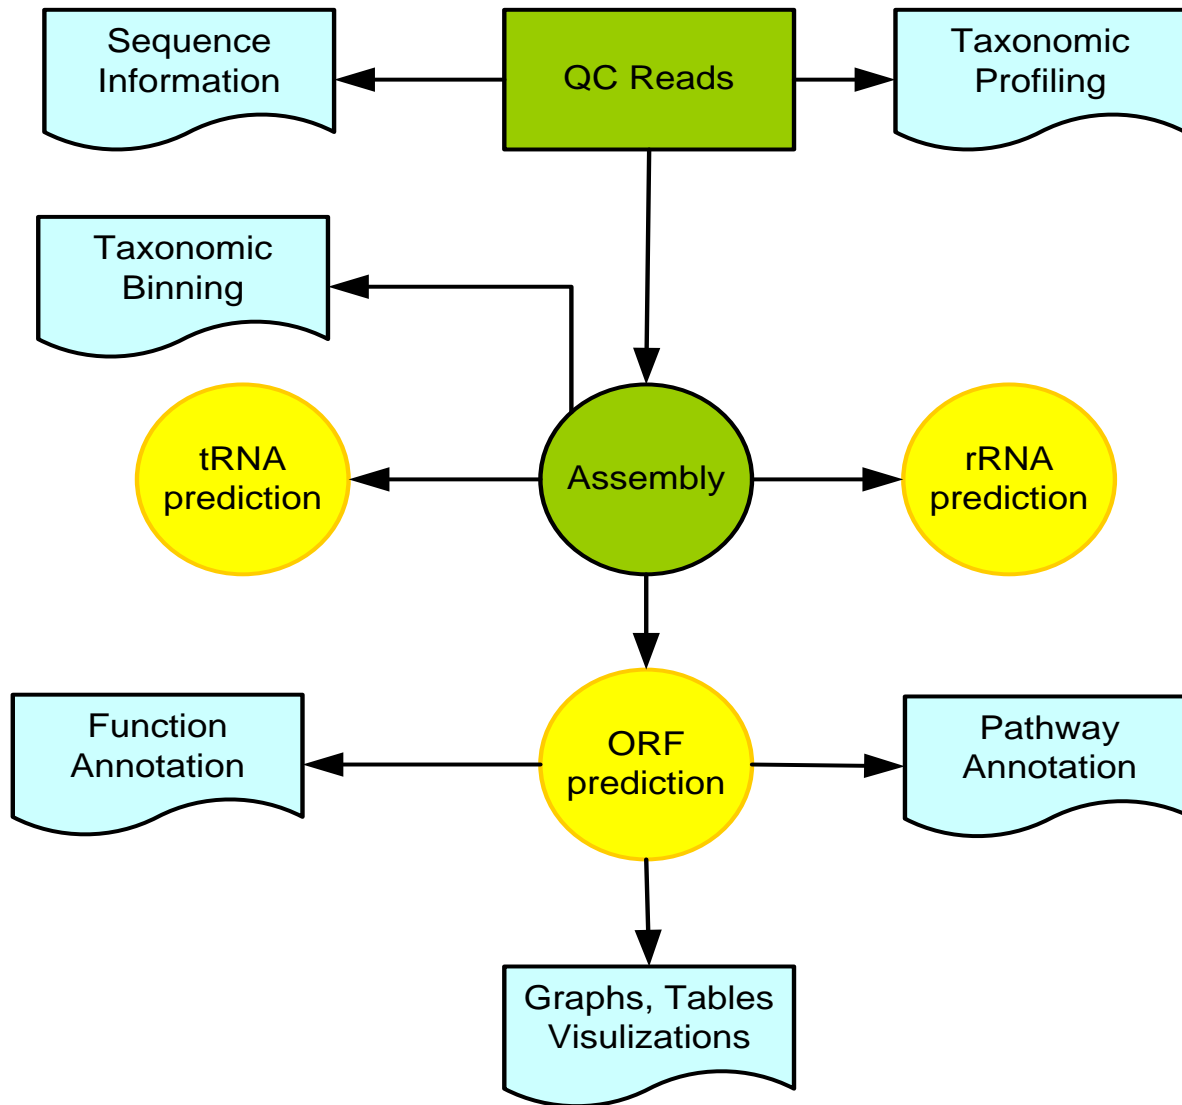 Sequence
Information
QC Reads
Taxonomic
Profiling
Taxonomic
Binning
tRNA
prediction
Assembly
rRNA
prediction
Function
Annotation
ORF
prediction
Pathway
Annotation
Graphs, Tables
Visulizations